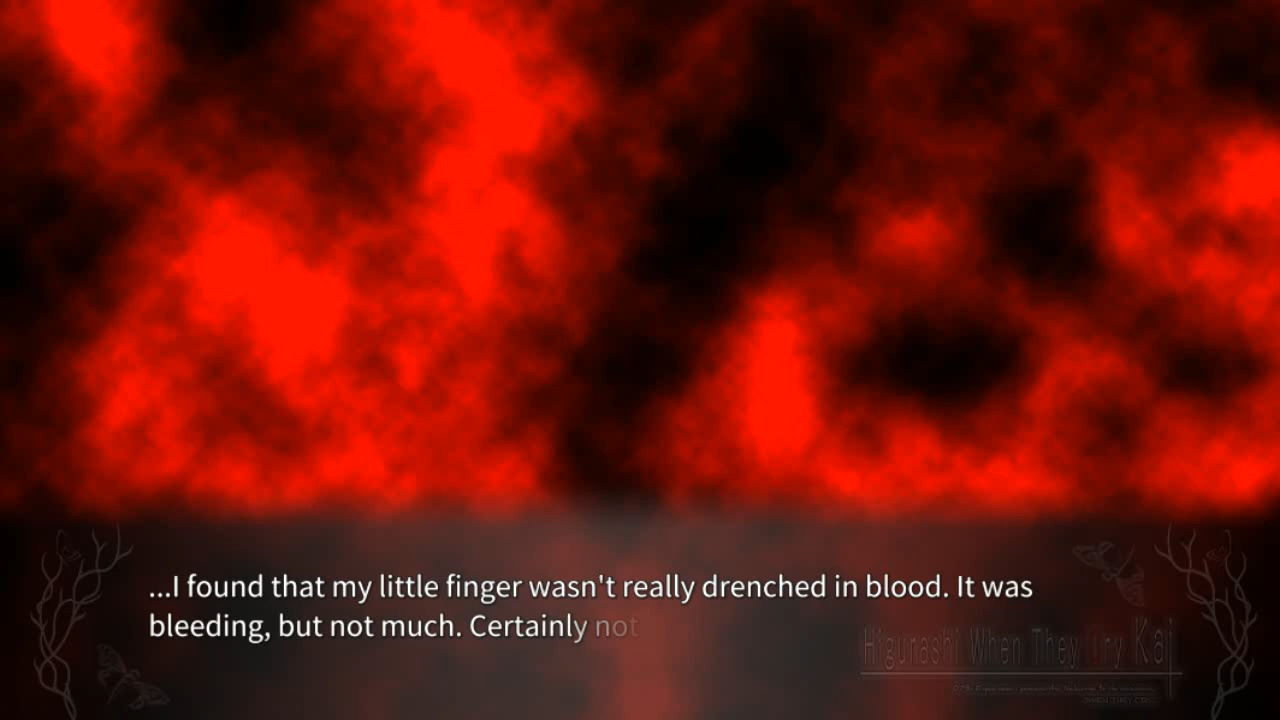 ...I found that my little finger wasn't really drenched in blood. It was
bleeding, but not much. Certainly not
Higurashi When They Cry Kai